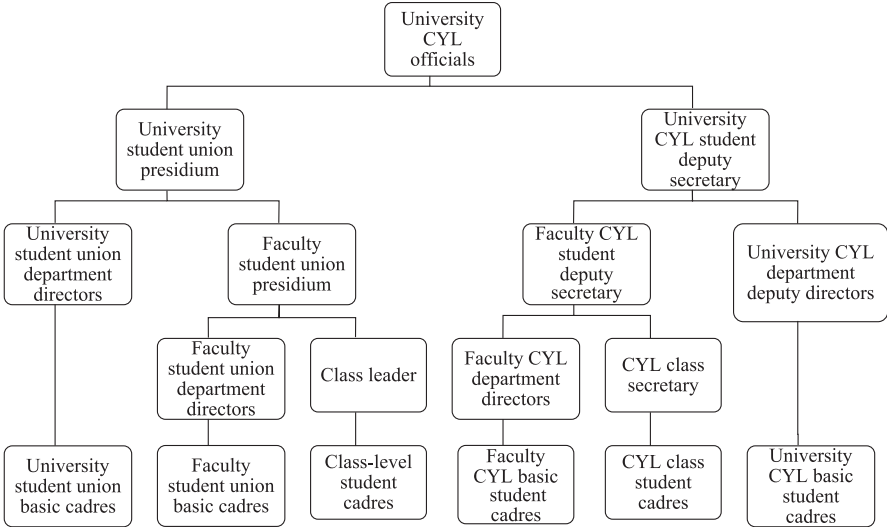 University
CYL
officials
University
student union
presidium
University
CYL student
deputy
secretary
University
student union
department
directors
Faculty
student union
presidium
Faculty CYL
student
deputy
secretary
University CYL
department
deputy directors
Faculty
student union
department
directors
Class leader
Faculty CYL
department
directors
CYL class
secretary
University
student union
basic cadres
Faculty
student union
basic cadres
Class-level
student
cadres
Faculty
CYL basic
student
cadres
CYL class
student
cadres
University
CYL basic
student
cadres